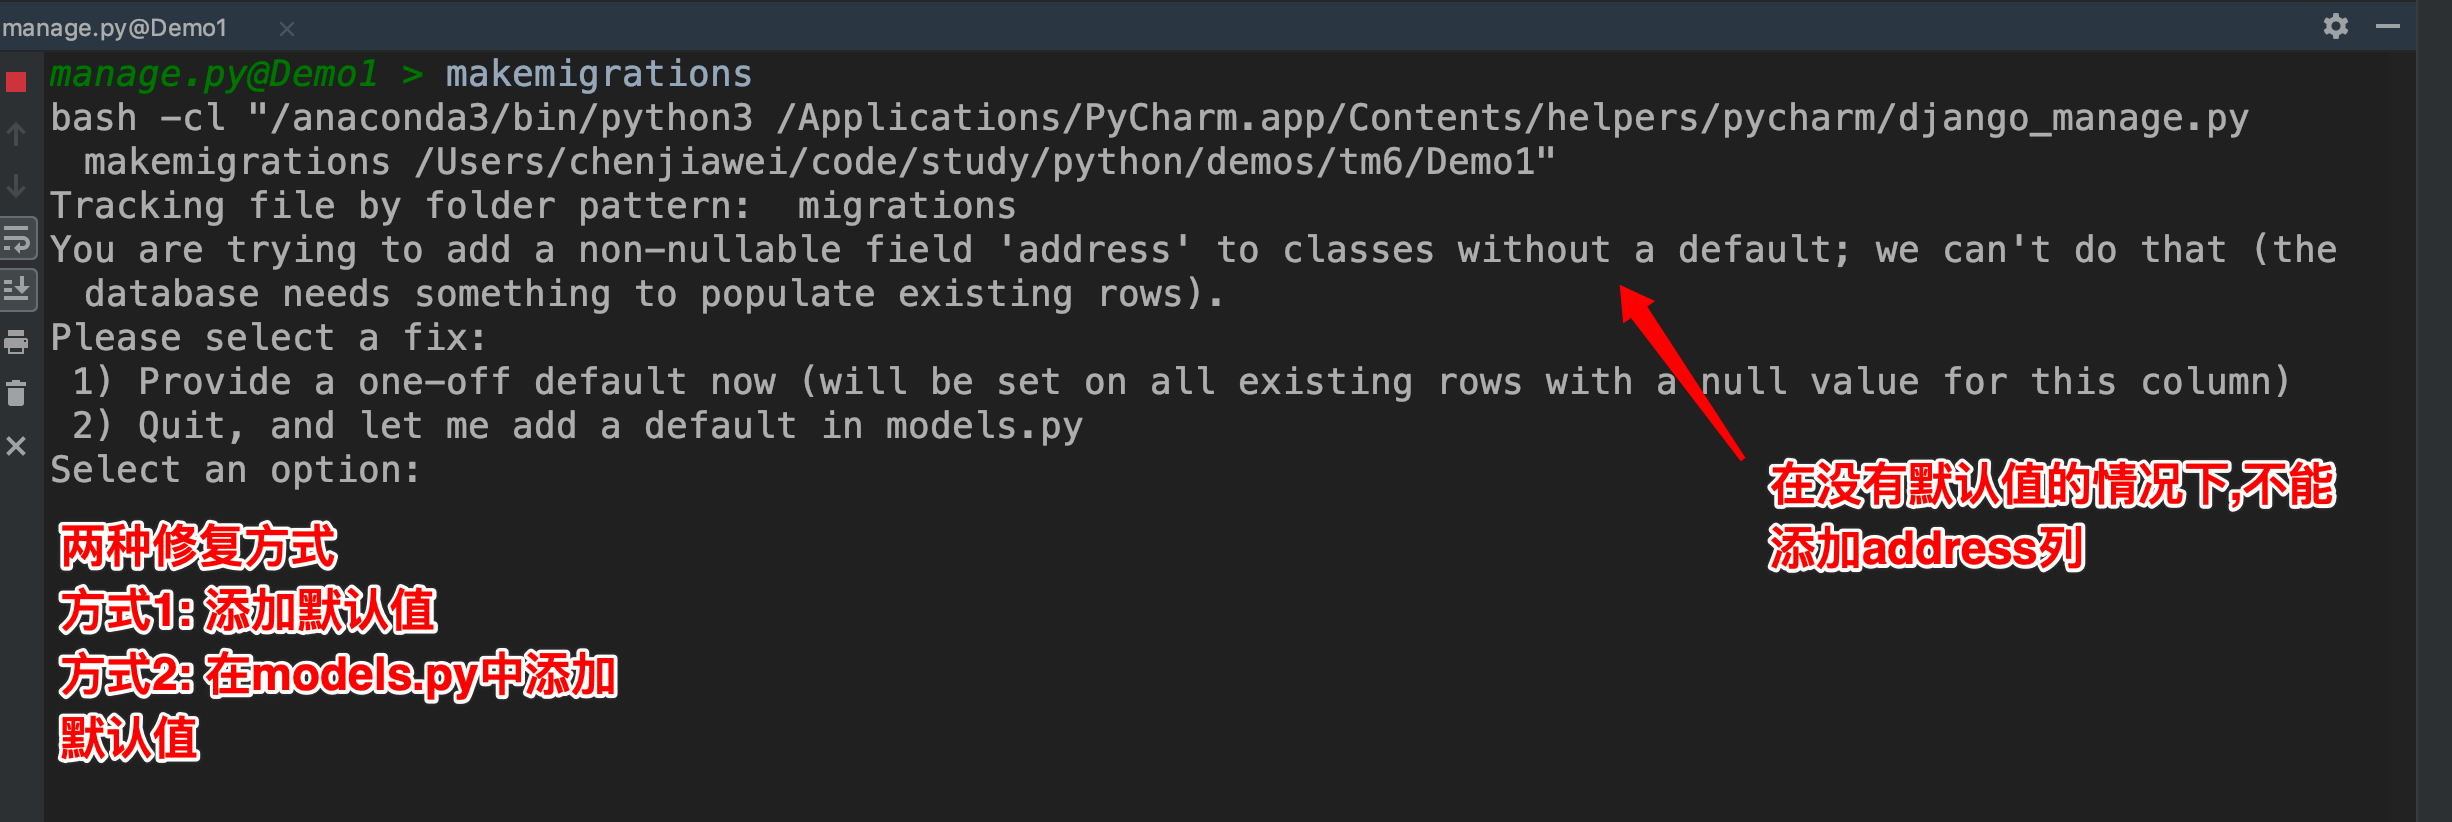 manage.py@Demo1
manage.py@Demo1 > makemigrations
bash -cl "/anaconda3/bin/python3 /Applications/PyCharm.app/Contents/helpers/pycharm/django_manage.py
makemigrations /Users/chenjiawei/code/study/python/demos/tm6/Demo1"
Tracking file by folder pattern:  migrations
You are trying to add a non-nullable field 'address' to classes without a default; we can't do that (the
database needs something to populate existing rows).
Please select a fix:
1) Provide a one-off default now (will be set on all existing rows with a null value for this column)
2) Quit, and let me add a default in models.py
Select an option:
在没有默认值的情况下,不能
添加address列
两种修复方式
方式1: 添加默认值
方式2: 在models.py中添加
默认值